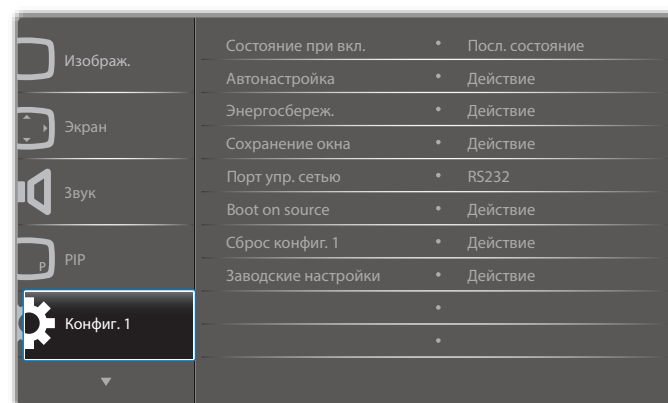 Изображ.
Экран
Звук
P
PIP
Конфиг. 1
Состояние при вкл. • Посл. состояние
Автонастройка • Действие
Энергосбереж. • Действие
Сохранение окна • Действие
Порт упр. сетью • RS232
Boot on source • Действие
Сброс конфиг. 1 • Действие
Заводские настройки • Действие
•
•